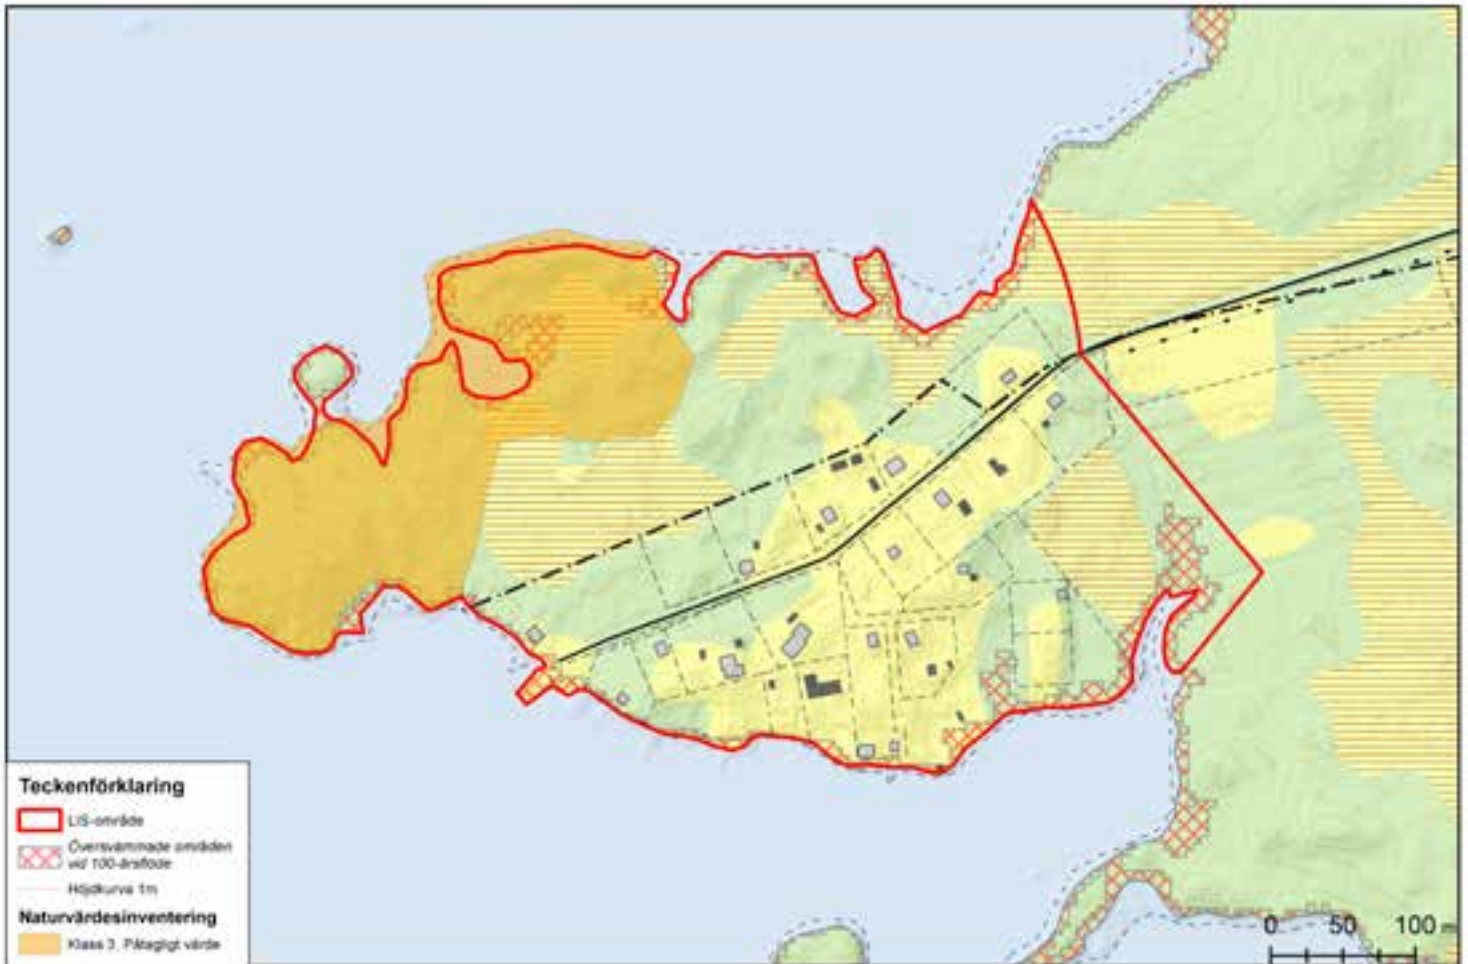 Teckenförklaring
LIS-område
Översvämmade områden
vid 100-årsflöde
Höjdkurva 1m
Naturvärdesinventering
Klass 3, Påtagligt värde
0 50 100 m